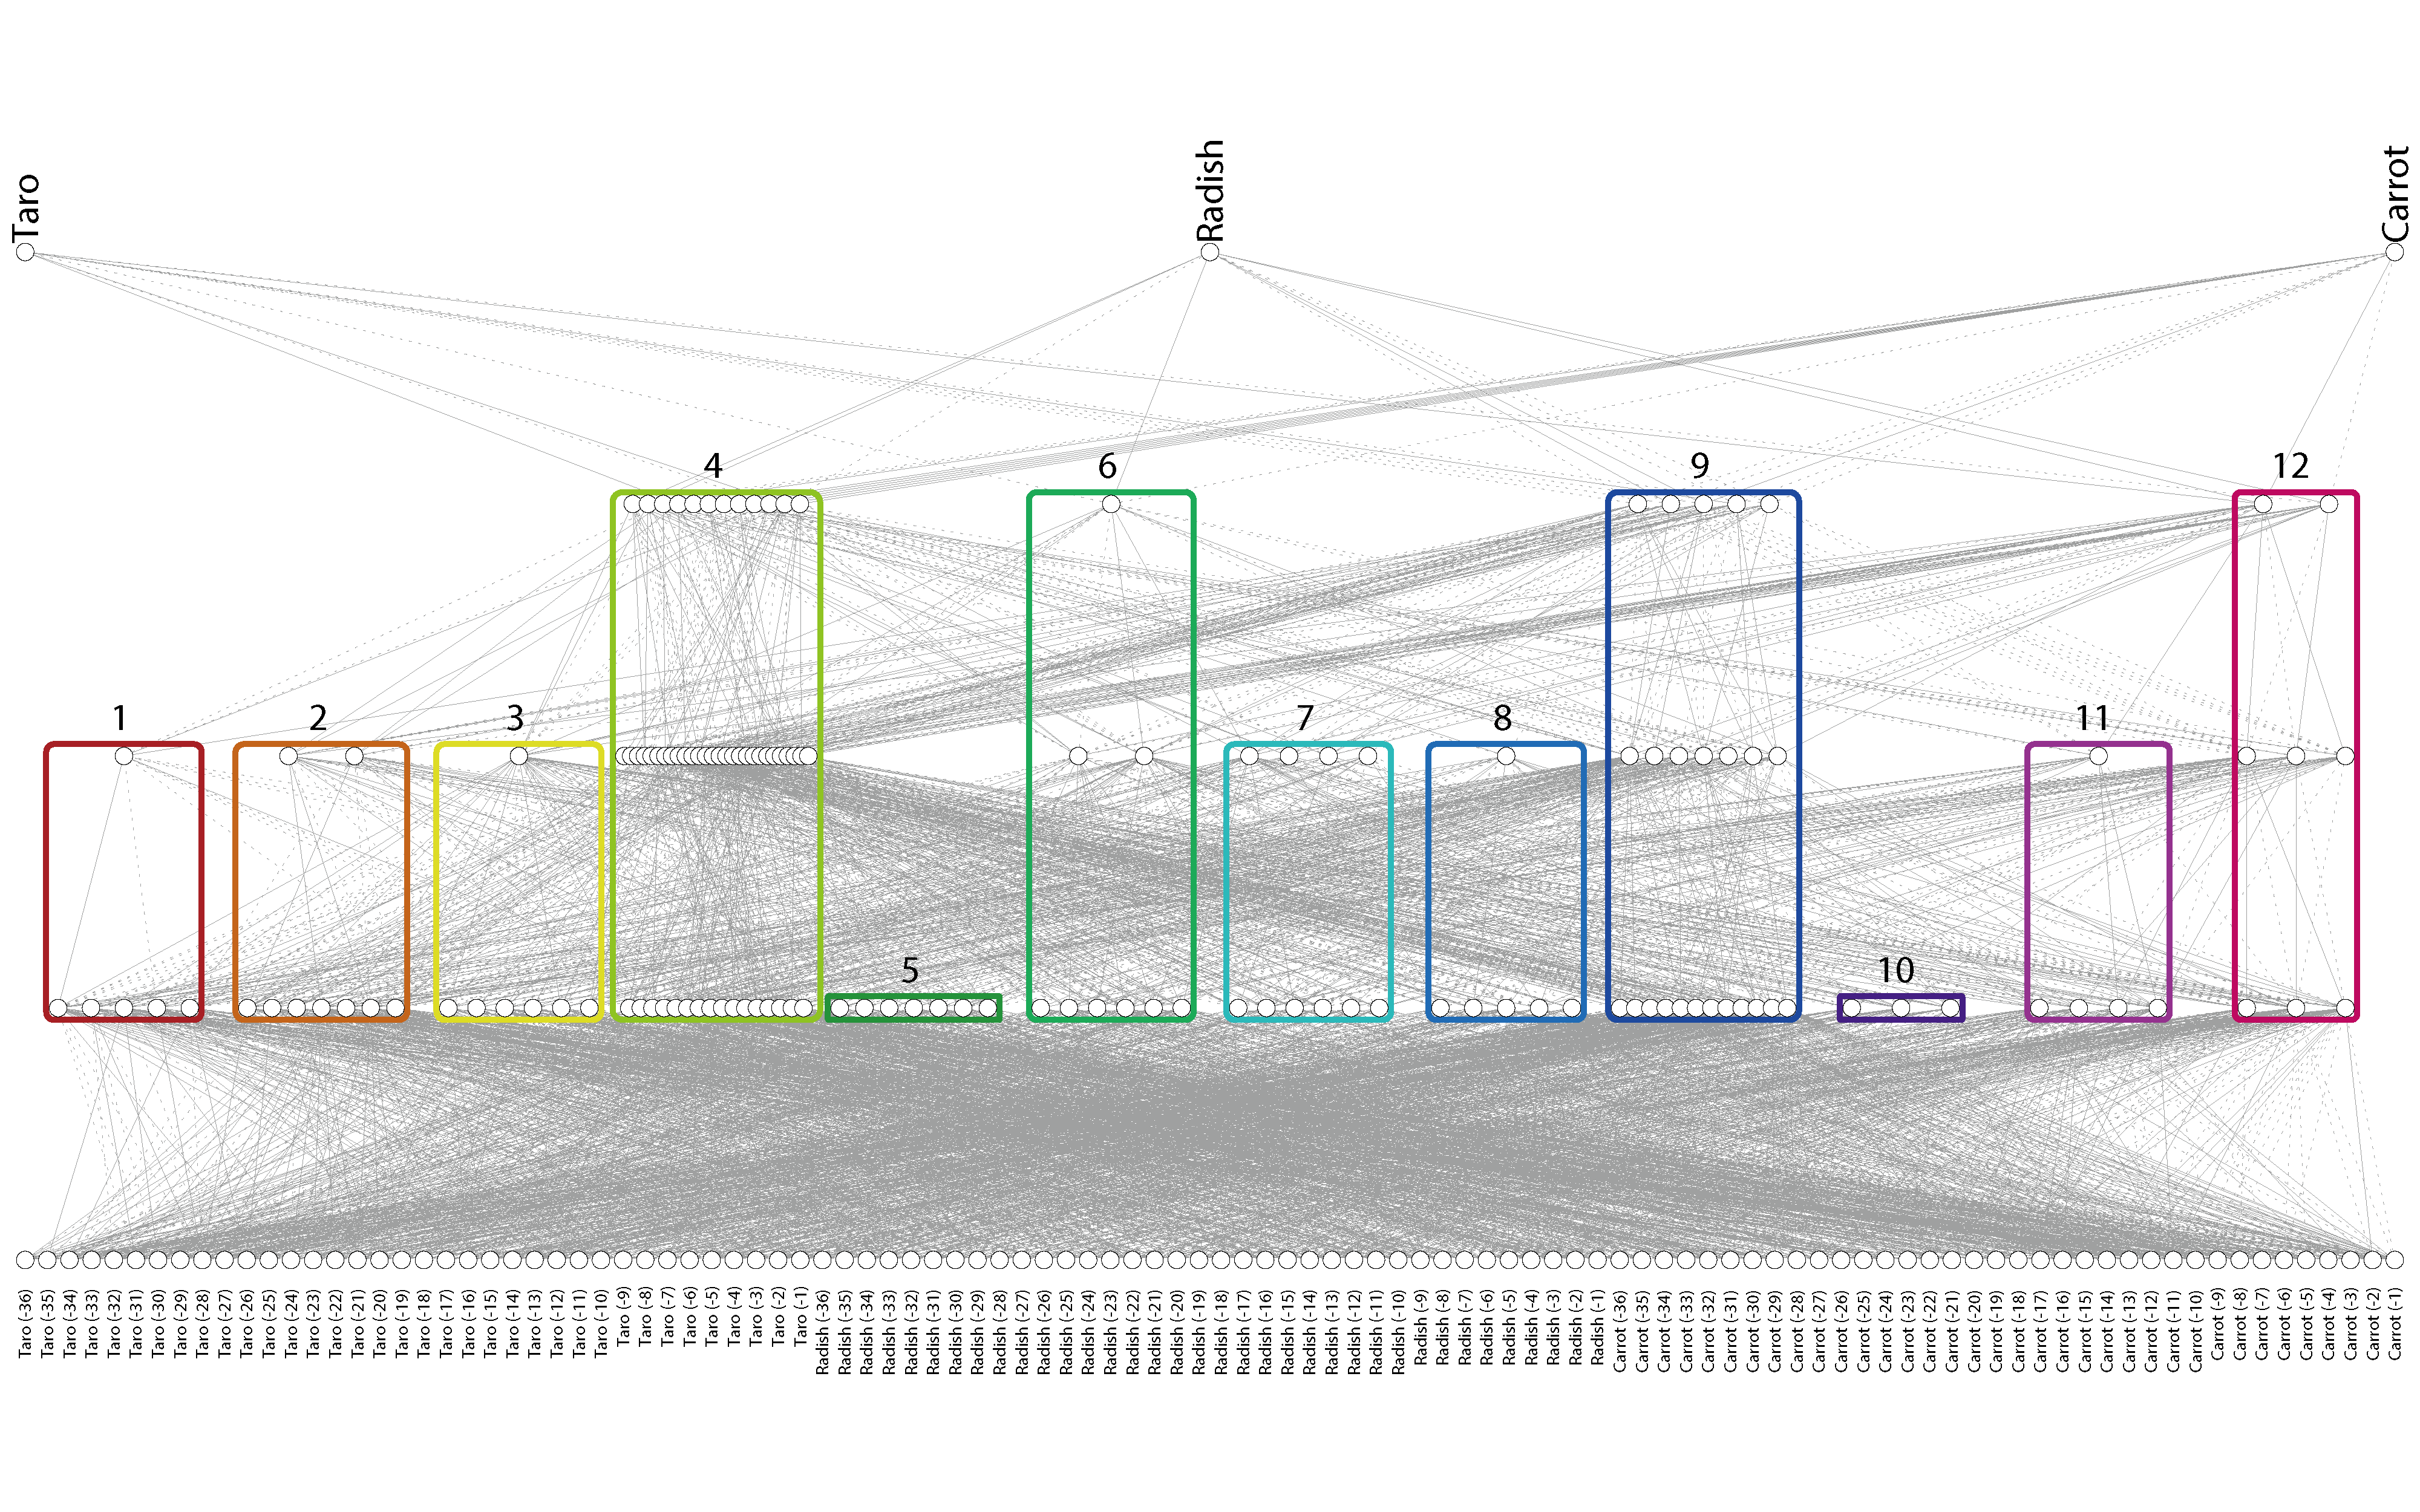 Taro
Radish
Carrot
4
6
9
12
1
2
3
7
8
11
5
10
Taro (-36)
Taro (-35)
Taro (-34)
Taro (-33)
Taro (-32)
Taro (-31)
Taro (-30)
Taro (-29)
Taro (-28)
Taro (-27)
Taro (-26)
Taro (-25)
Taro (-24)
Taro (-23)
Taro (-22)
Taro (-21)
Taro (-20)
Taro (-19)
Taro (-18)
Taro (-17)
Taro (-16)
Taro (-15)
Taro (-14)
Taro (-13)
Taro (-12)
Taro (-11)
Taro (-10)
Taro (-9)
Taro (-8)
Taro (-7)
Taro (-6)
Taro (-5)
Taro (-4)
Taro (-3)
Taro (-2)
Taro (-1)
Radish (-36)
Radish (-35)
Radish (-34)
Radish (-33)
Radish (-32)
Radish (-31)
Radish (-30)
Radish (-29)
Radish (-28)
Radish (-27)
Radish (-26)
Radish (-25)
Radish (-24)
Radish (-23)
Radish (-22)
Radish (-21)
Radish (-20)
Radish (-19)
Radish (-18)
Radish (-17)
Radish (-16)
Radish (-15)
Radish (-14)
Radish (-13)
Radish (-12)
Radish (-11)
Radish (-10)
Radish (-9)
Radish (-8)
Radish (-7)
Radish (-6)
Radish (-5)
Radish (-4)
Radish (-3)
Radish (-2)
Radish (-1)
Carrot (-36)
Carrot (-35)
Carrot (-34)
Carrot (-33)
Carrot (-32)
Carrot (-31)
Carrot (-30)
Carrot (-29)
Carrot (-28)
Carrot (-27)
Carrot (-26)
Carrot (-25)
Carrot (-24)
Carrot (-23)
Carrot (-22)
Carrot (-21)
Carrot (-20)
Carrot (-19)
Carrot (-18)
Carrot (-17)
Carrot (-16)
Carrot (-15)
Carrot (-14)
Carrot (-13)
Carrot (-12)
Carrot (-11)
Carrot (-10)
Carrot (-9)
Carrot (-8)
Carrot (-7)
Carrot (-6)
Carrot (-5)
Carrot (-4)
Carrot (-3)
Carrot (-2)
Carrot (-1)